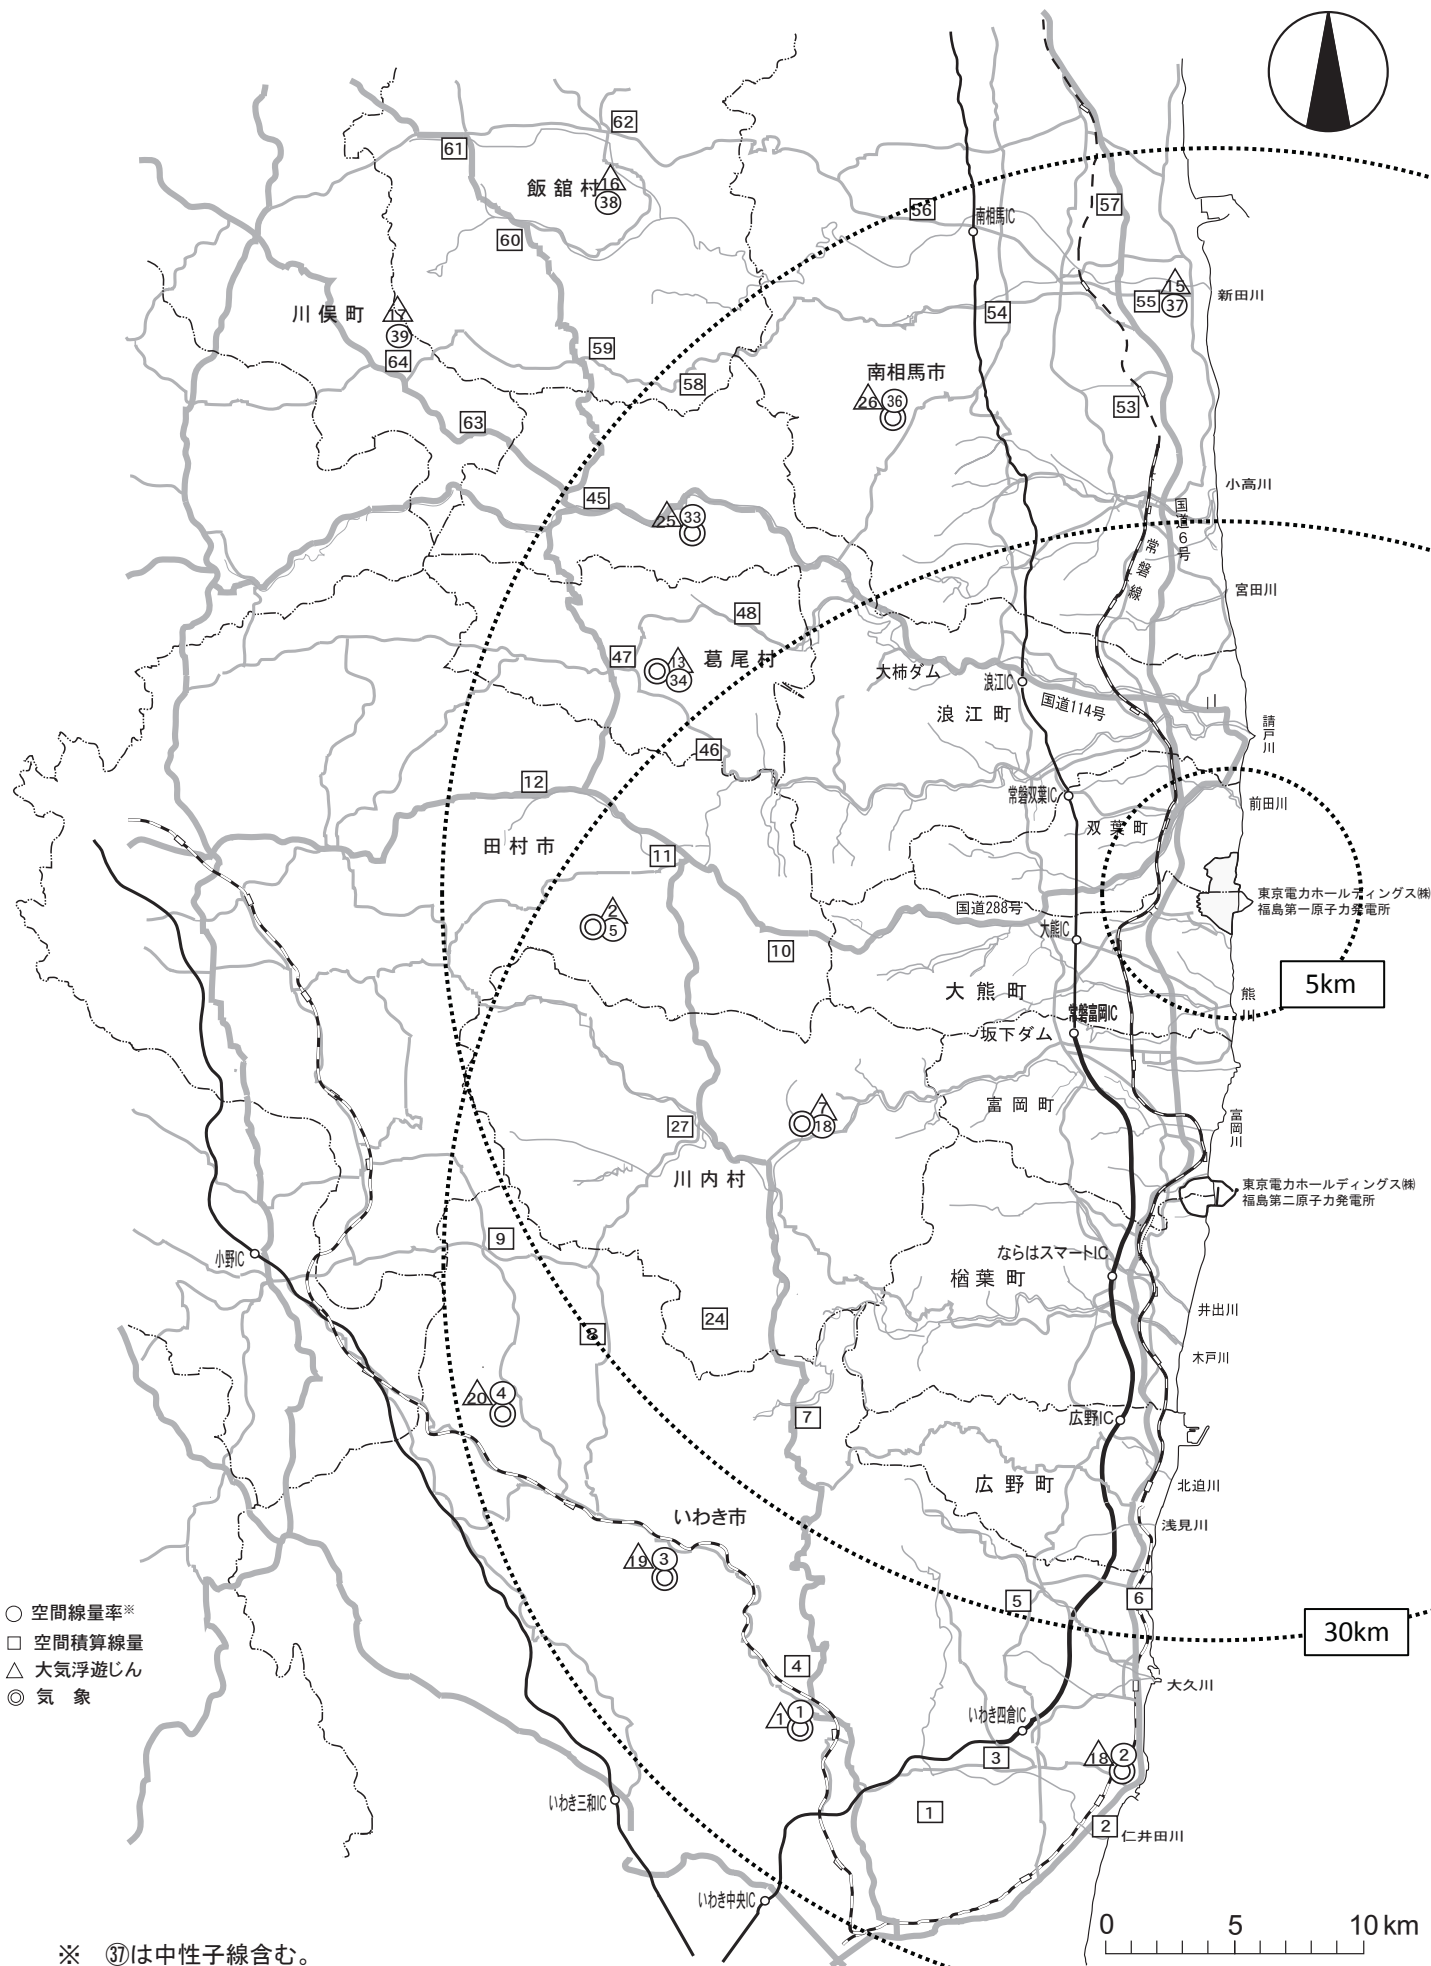 62
61
飯舘村
16
38
56
57
南相馬IC
60
15
55
37
新田川
川俣町
17
39
54
59
64
58
南相馬市
26
36
53
63
45
25
33
小高川
国道6号
常磐線
48
宮田川
47
13
34
葛尾村
大柿ダム
浪江IC
国道114号
浪江町
川
請戸川
46
12
常磐双葉IC
前田川
双葉町
田村市
11
東京電力ホールディングス㈱
福島第一原子力発電所
国道288号
2
5
大熊IC
10
5km
大熊町
熊川
常磐富岡IC
坂下ダム
富岡町
7
18
27
富岡川
川内村
東京電力ホールディングス㈱
福島第二原子力発電所
9
小野IC
ならはスマートIC
楢葉町
井出川
24
8
木戸川
20
4
7
広野IC
広野町
北迫川
いわき市
浅見川
19
3
5
6
○ 空間線量率※
□ 空間積算線量
△ 大気浮遊じん
◎ 気 象
30km
4
大久川
1
1
いわき四倉IC
3
18
2
いわき三和IC
1
2
仁井田川
いわき中央IC
0 5 10km
※ ㊲は中性子線含む。